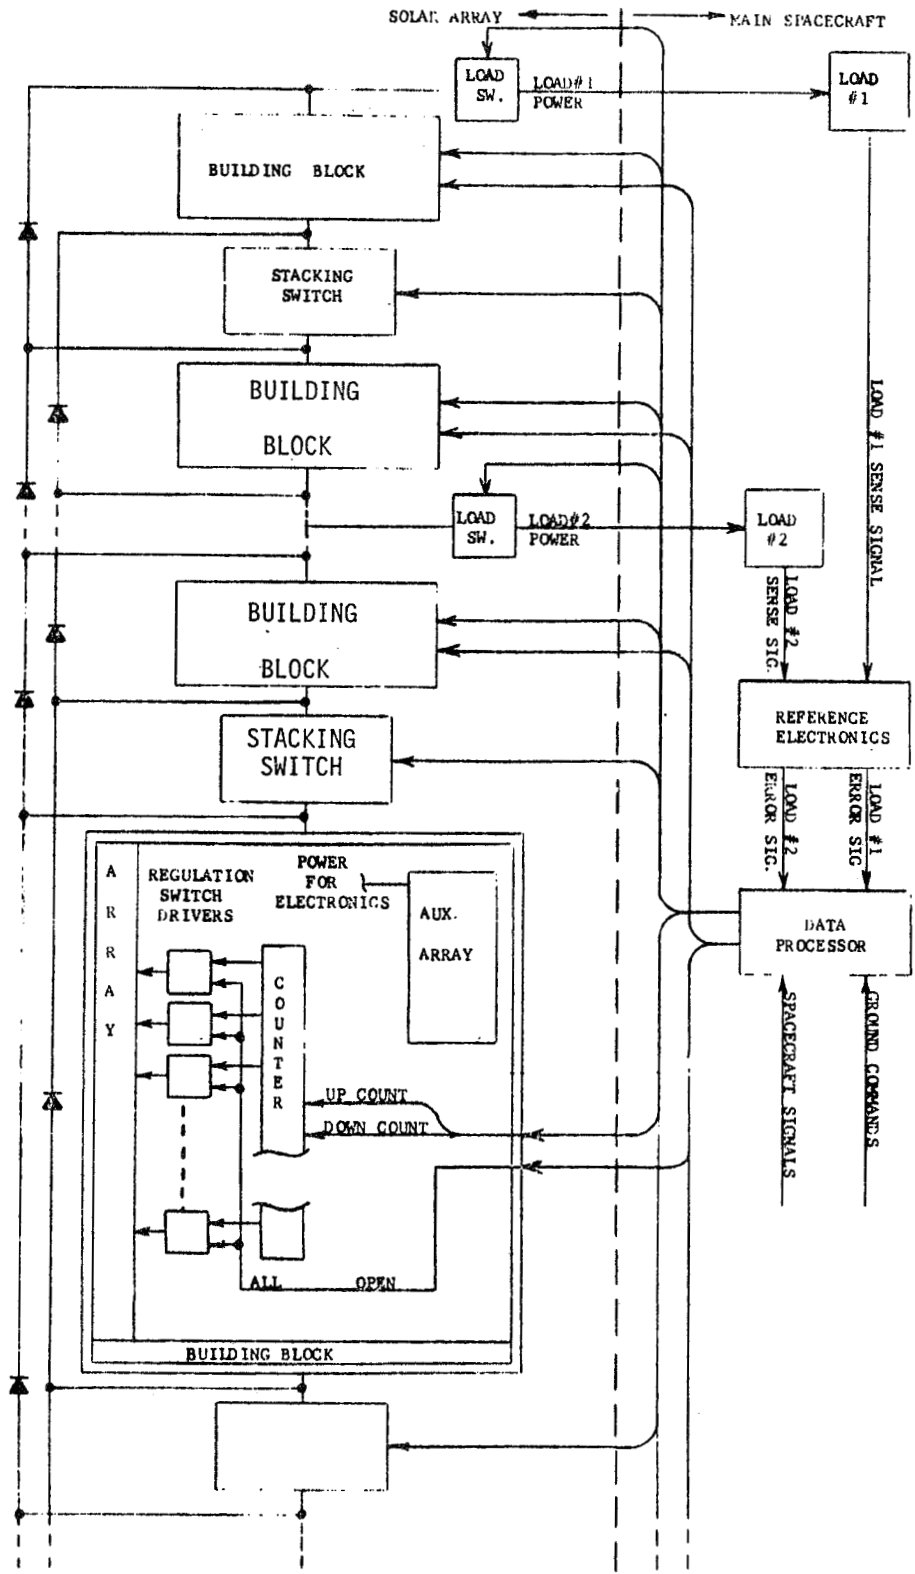 SOLAR ARRAY
MAIN SPACECRAFT
LOAD
SW.
LOAD#1
POWER
LOAD
#1
BUILDING BLOCK
STACKING
SWITCH
BUILDING
BLOCK
LOAD #1 SENSE SIGNAL
LOAD
SW.
LOAD#2
POWER
LOAD
#2
LOAD #2
SENSE SIG.
BUILDING
BLOCK
REFERENCE
ELECTRONICS
STACKING
SWITCH
LOAD #2
ERROR SIG.
LOAD #1
ERROR SIG
ARRAY
REGULATION
SWITCH
DRIVERS
POWER
FOR
ELECTRONICS
AUX.
ARRAY
DATA
PROCESSOR
COUNTER
SPACECRAFT SIGNALS
GROUND COMMANDS
UP COUNT
DOWN COUNT
ALL OPEN
BUILDING BLOCK